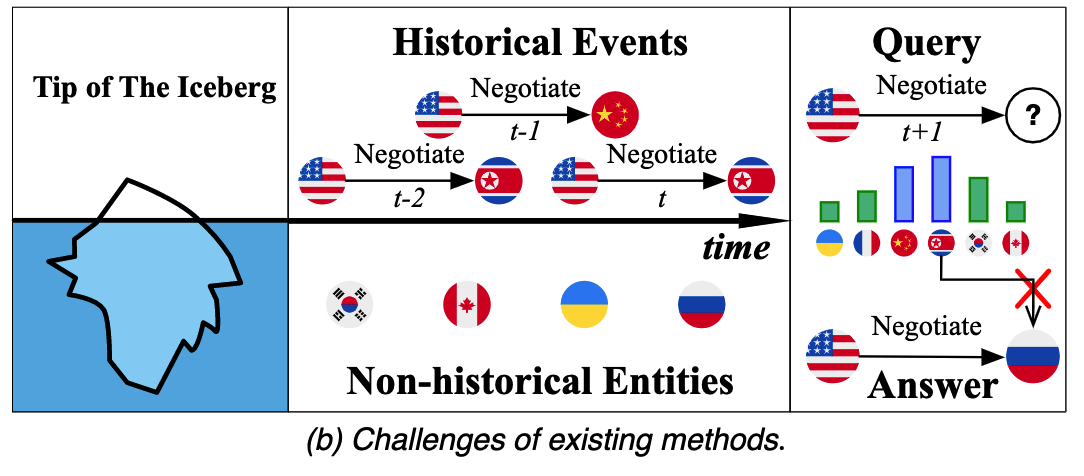 Tip of The Iceberg
Historical Events
Negotiate
t-1
Negotiate
t-2
Negotiate
t
time
Non-historical Entities
Query
Negotiate
t+1
?
Negotiate
Answer
(b) Challenges of existing methods.